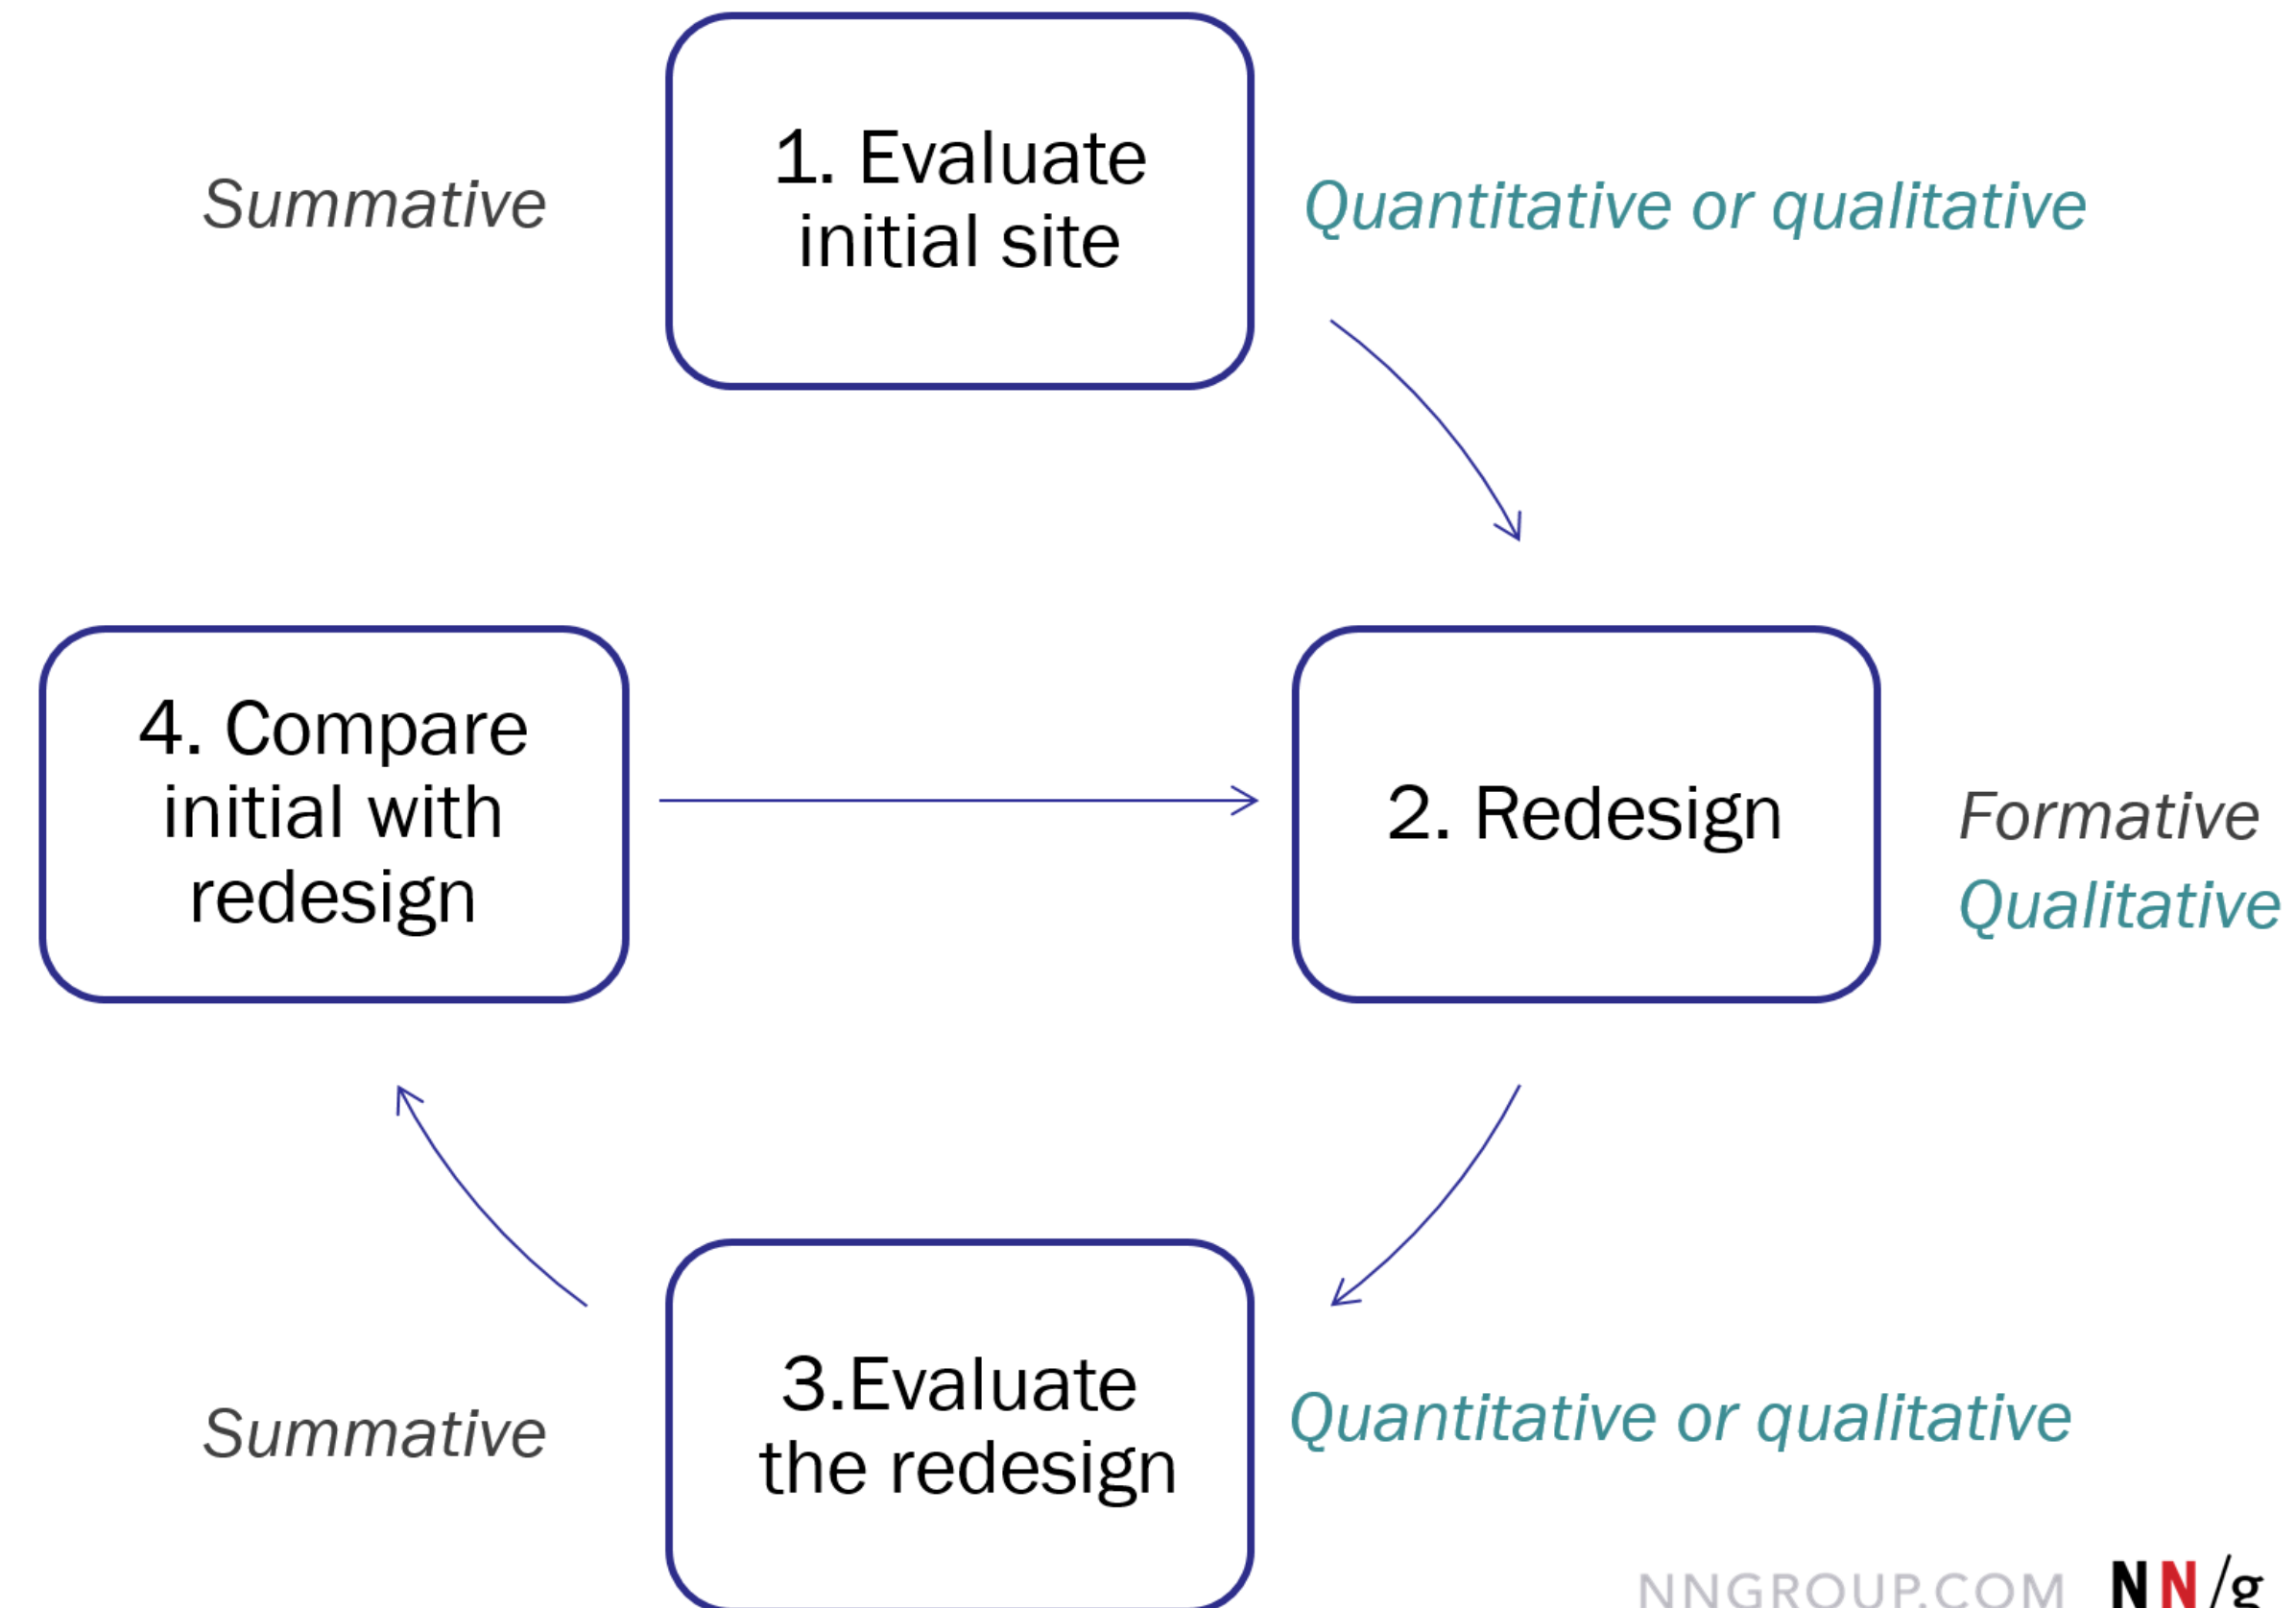 1. Evaluate
initial site
Summative
Quantitative or qualitative
4. Compare
initial with
redesign
2. Redesign
Formative
Qualitative
3.Evaluate
the redesign
Summative
Quantitative or qualitative
NNGROUP.COM NN/g